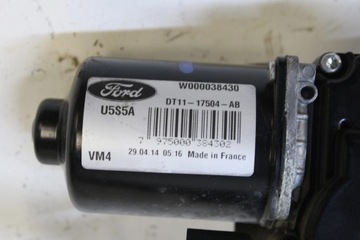 W000038430
Ford
U5S5A
DT11-17504-AB
7 975000 384302
VM4
29.04.14 05:16 Made in France